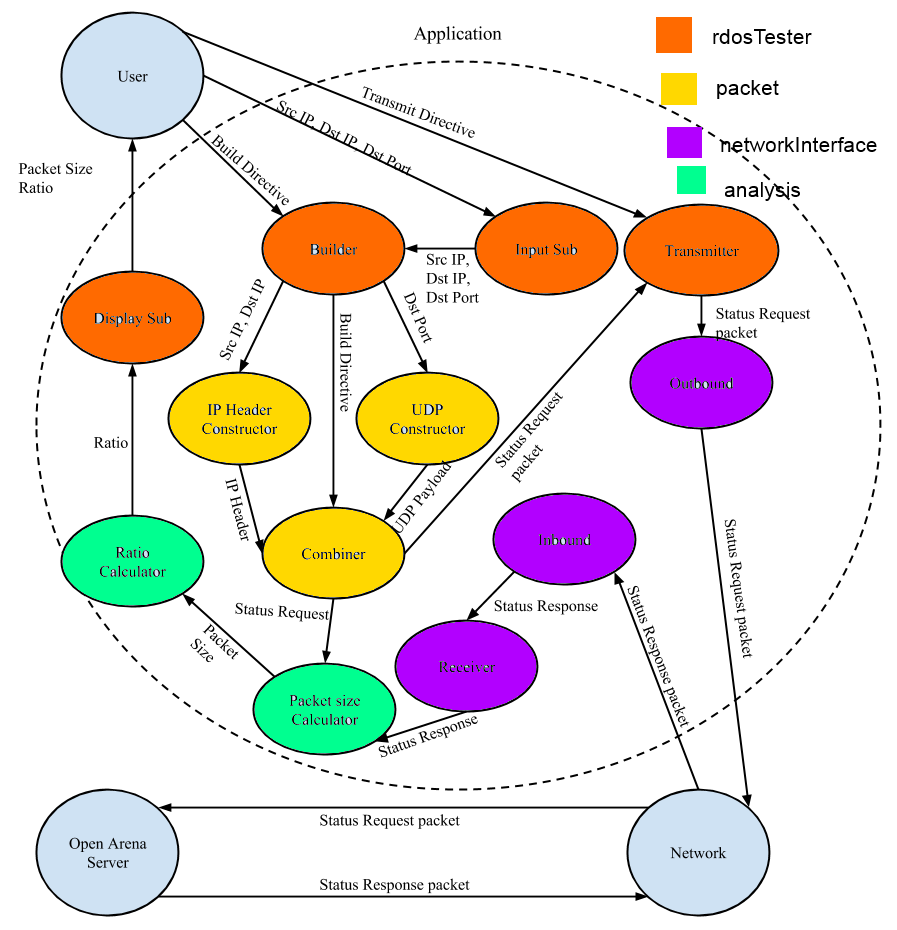 Application
rdosTester
packet
networkInterface
analysis
User
Transmit Directive
Src IP, Dst IP, Dst Port
Build Directive
Packet Size
Ratio
Builder
Input Sub
Transmitter
Src IP,
Dst IP,
Dst Port
Status Request
packet
Display Sub
Src IP, Dst IP
Build Directive
Dst Port
Outbound
IP Header
Constructor
UDP
Constructor
Status Request
packet
Ratio
IP Header
UDP Payload
Ratio
Calculator
Combiner
Inbound
Status Request packet
Status Request
Status Response
Status Response packet
Packet
Size
Receiver
Packet size
Calculator
Status Response
Status Request packet
Open Arena
Server
Network
Status Response packet